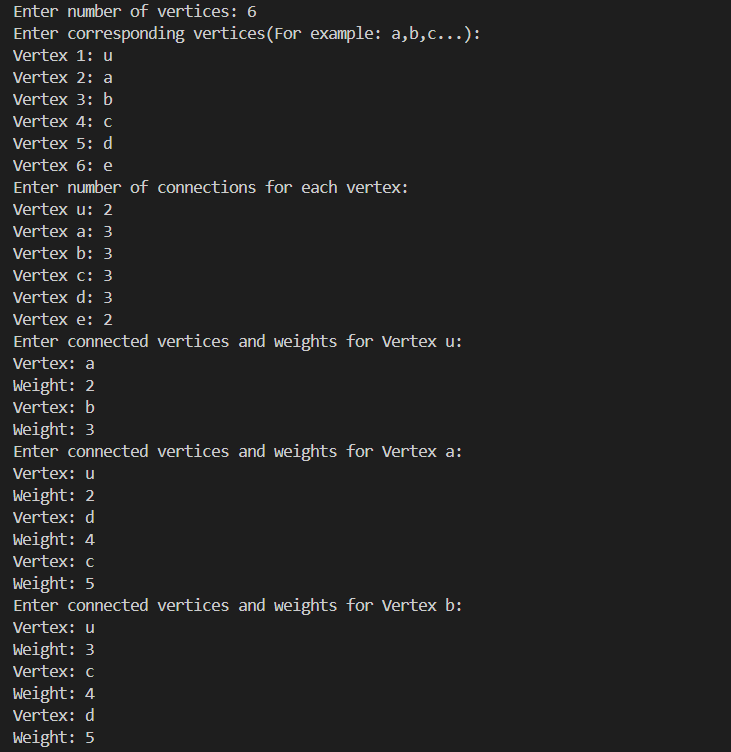 Enter number of vertices: 6
Enter corresponding vertices(For example: a,b,c...):
Vertex 1: u
Vertex 2: a
Vertex 3: b
Vertex 4: c
Vertex 5: d
Vertex 6: e
Enter number of connections for each vertex:
Vertex u: 2
Vertex a: 3
Vertex b: 3
Vertex c: 3
Vertex d: 3
Vertex e: 2
Enter connected vertices and weights for Vertex u:
Vertex: a
Weight: 2
Vertex: b
Weight: 3
Enter connected vertices and weights for Vertex a:
Vertex: u
Weight: 2
Vertex: d
Weight: 4
Vertex: c
Weight: 5
Enter connected vertices and weights for Vertex b:
Vertex: u
Weight: 3
Vertex: c
Weight: 4
Vertex: d
Weight: 5